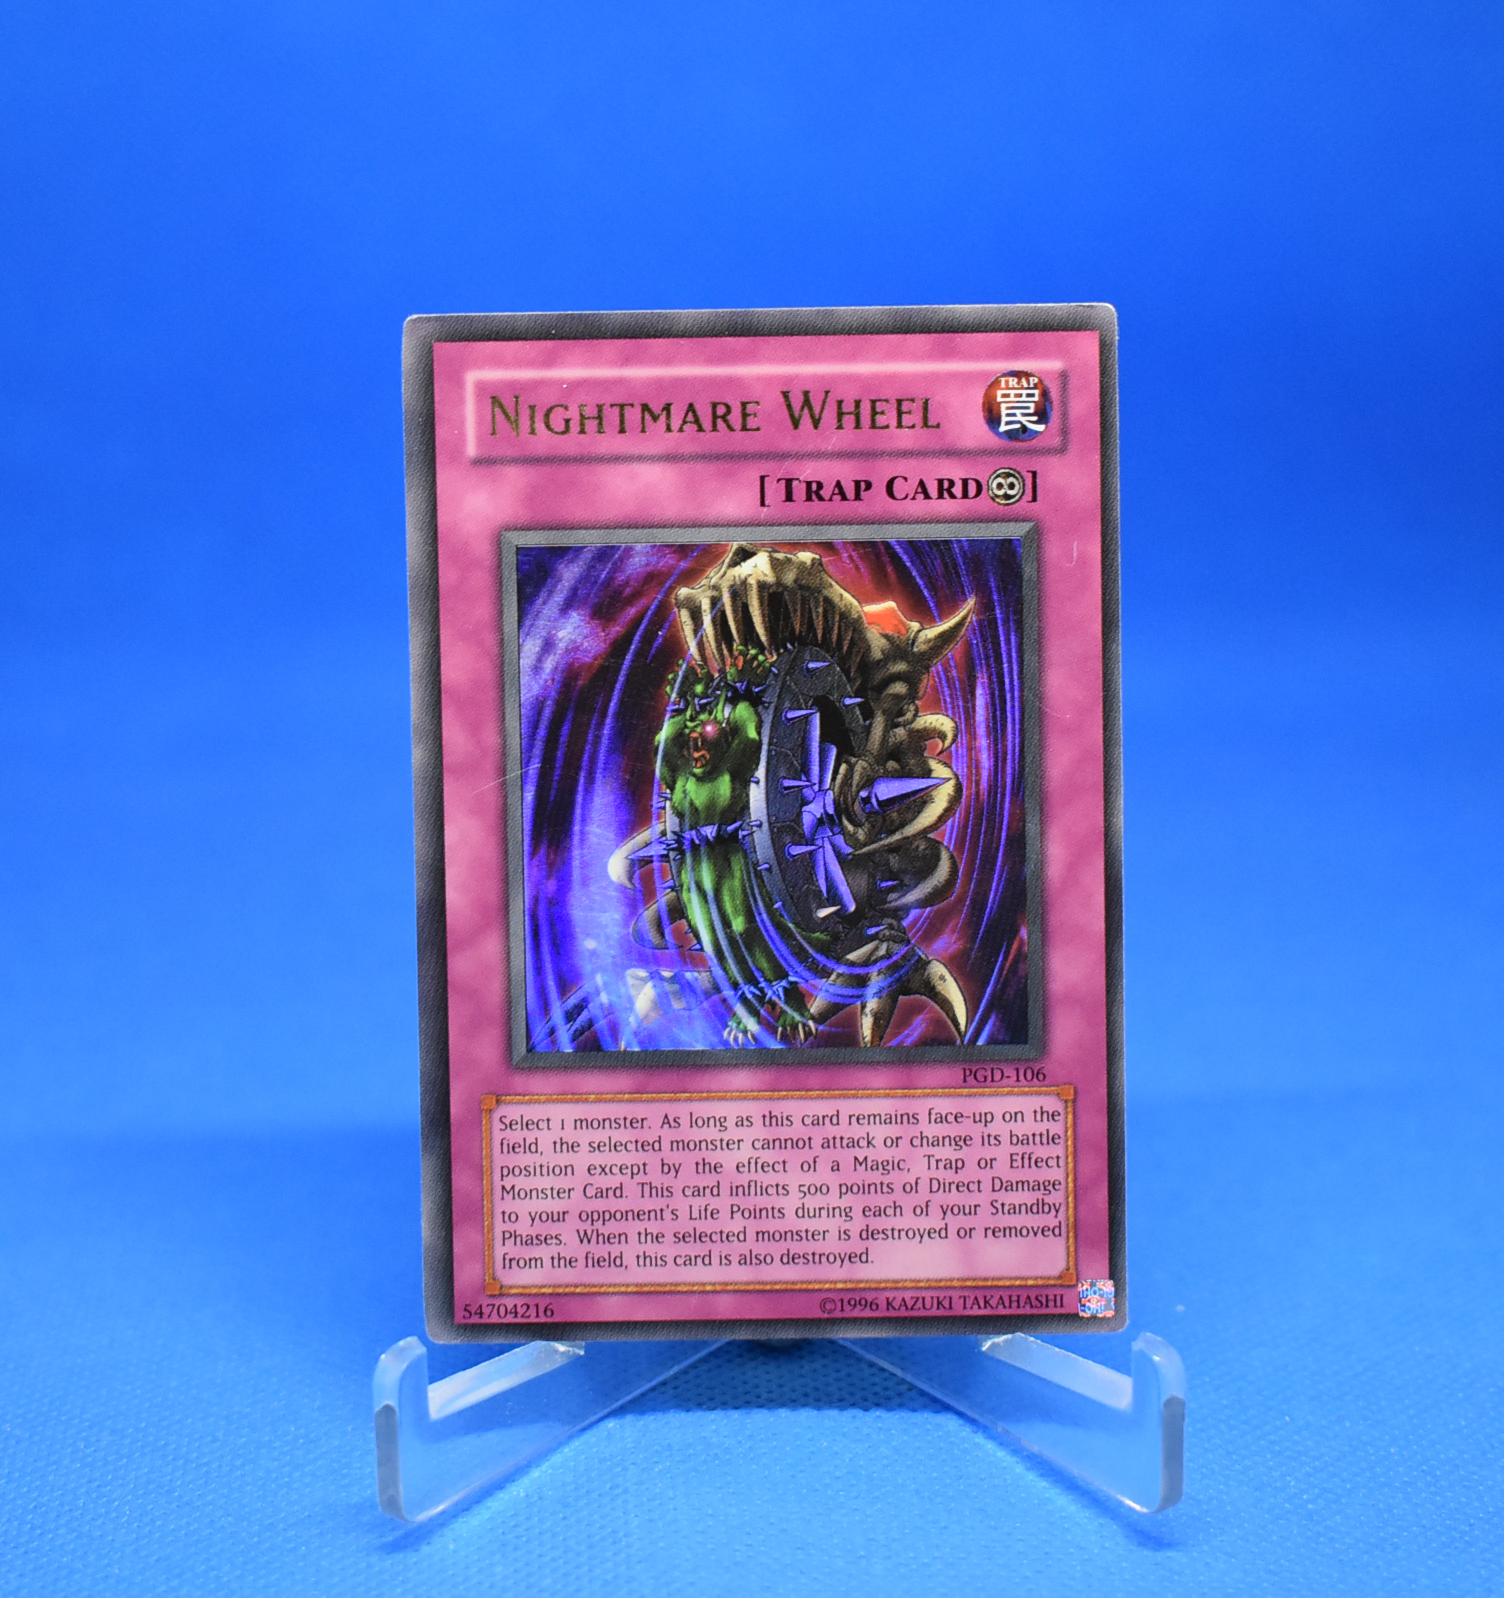 NIGHTMARE WHEEL
TRAP
罠
[TRAP CARD∞]
PGD-106
Select 1 monster. As long as this card remains face-up on the
field, the selected monster cannot attack or change its battle
position except by the effect of a Magic, Trap or Effect
Monster Card. This card inflicts 500 points of Direct Damage
to your opponent's Life Points during each of your Standby
Phases. When the selected monster is destroyed or removed
from the field, this card is also destroyed.
54704216
©1996 KAZUKI TAKAHASHI